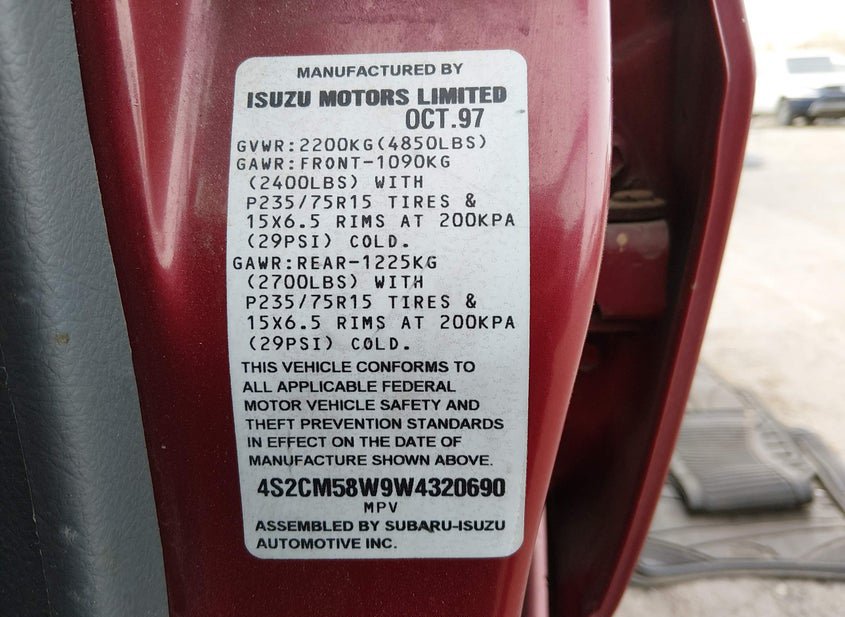 MANUFACTURED BY
ISUZU MOTORS LIMITED
OCT.97
GVWR:2200KG(4850LBS)
GAWR:FRONT-1090KG
(2400LBS) WITH
P235/75R15 TIRES &
15X6.5 RIMS AT 200KPA
(29PSI) COLD.
GAWR:REAR-1225KG
(2700LBS) WITH
P235/75R15 TIRES &
15X6.5 RIMS AT 200KPA
(29PSI) COLD.
THIS VEHICLE CONFORMS TO
ALL APPLICABLE FEDERAL
MOTOR VEHICLE SAFETY AND
THEFT PREVENTION STANDARDS
IN EFFECT ON THE DATE OF
MANUFACTURE SHOWN ABOVE.
4S2CM58W9W4320690
MPV
ASSEMBLED BY SUBARU-ISUZU
AUTOMOTIVE INC.